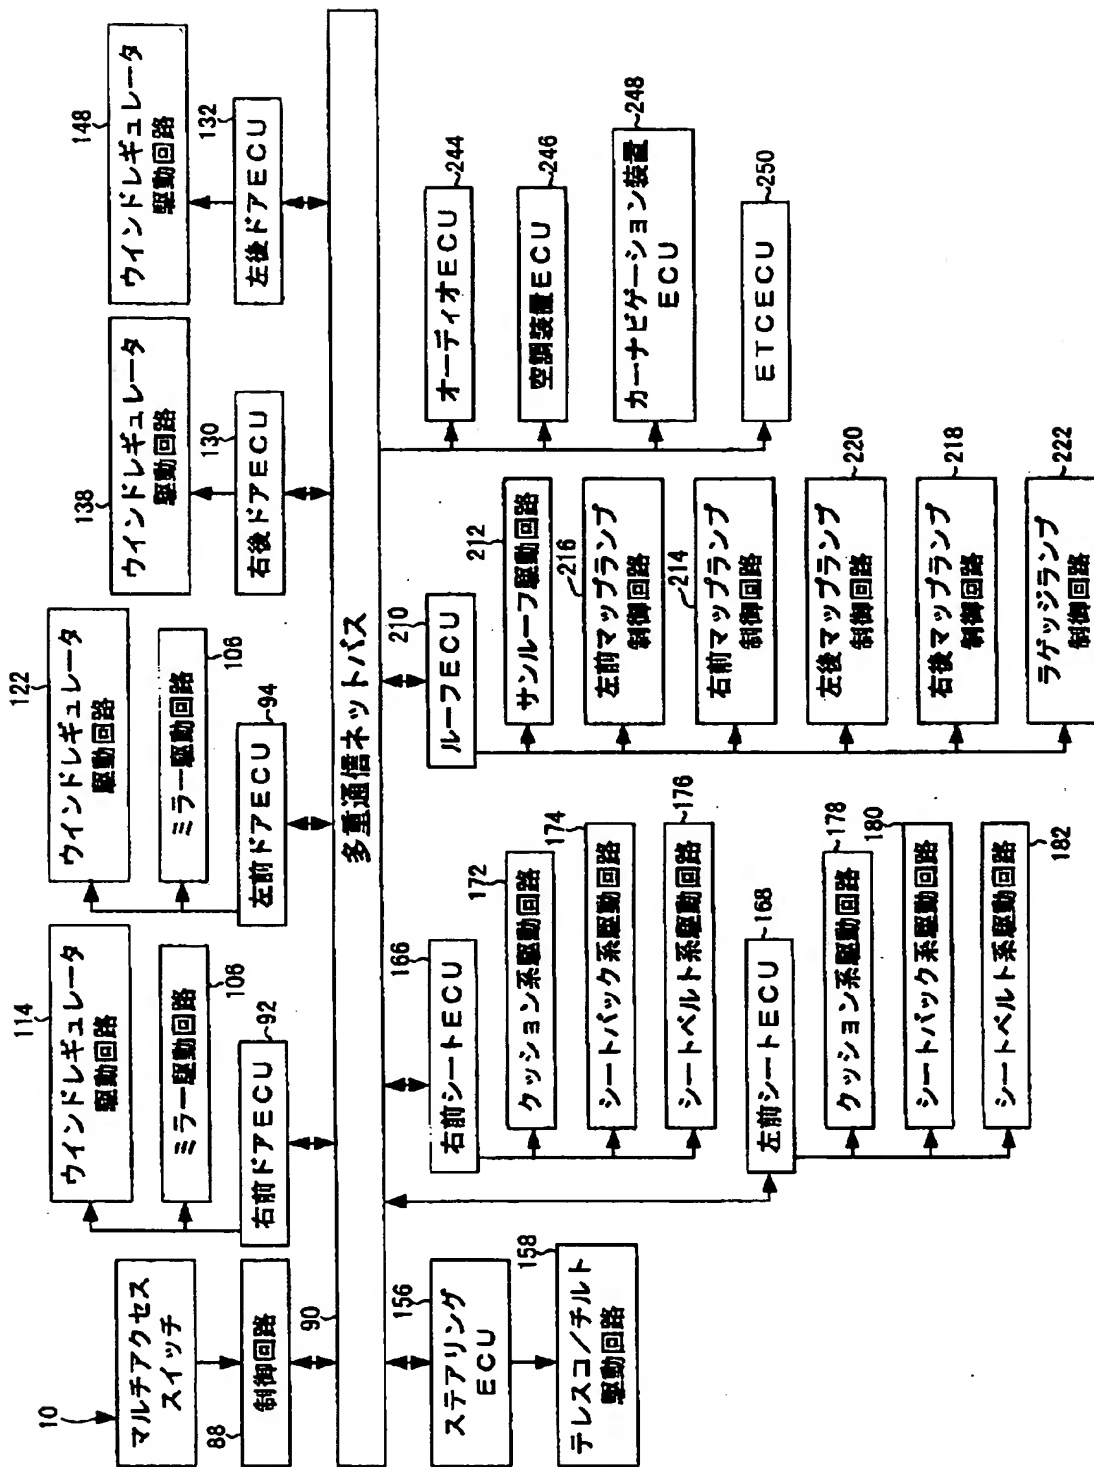 10
マルチアクセス
スイッチ
88
制御回路
114
ウインドレギュレータ
駆動回路
ミラー駆動回路
106
右前ドアECU
92
122
ウインドレギュレータ
駆動回路
ミラー駆動回路
106
左前ドアECU
94
138
ウインドレギュレータ
駆動回路
130
右後ドアECU
148
ウインドレギュレータ
駆動回路
132
左後ドアECU
90
多重通信ネットバス
156
ステアリング
ECU
158
テレスコ/チルト
駆動回路
166
右前シートECU
172
クッション系駆動回路
174
シートバック系駆動回路
176
シートベルト系駆動回路
168
左前シートECU
178
クッション系駆動回路
180
シートバック系駆動回路
182
シートベルト系駆動回路
210
ルーフECU
212
サンルーフ駆動回路
216
左前マップランプ
制御回路
214
右前マップランプ
制御回路
220
左後マップランプ
制御回路
218
右後マップランプ
制御回路
222
ラゲッジランプ
制御回路
244
オーディオECU
246
空調装置ECU
248
カーナビゲーション装置
ECU
250
ETCECU